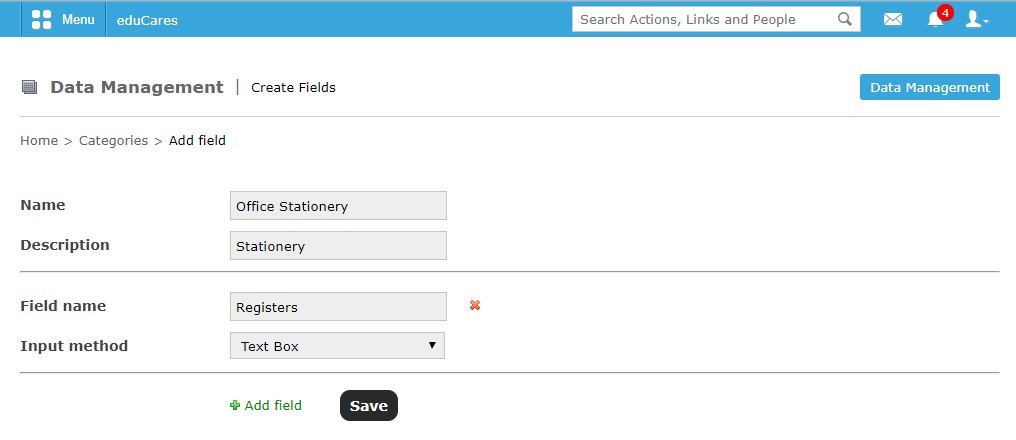 Menu eduCares Search Actions, Links and People 4
Data Management | Create Fields Data Management
Home > Categories > Add field
Name Office Stationery
Description Stationery
Field name Registers
Input method Text Box
Add field Save